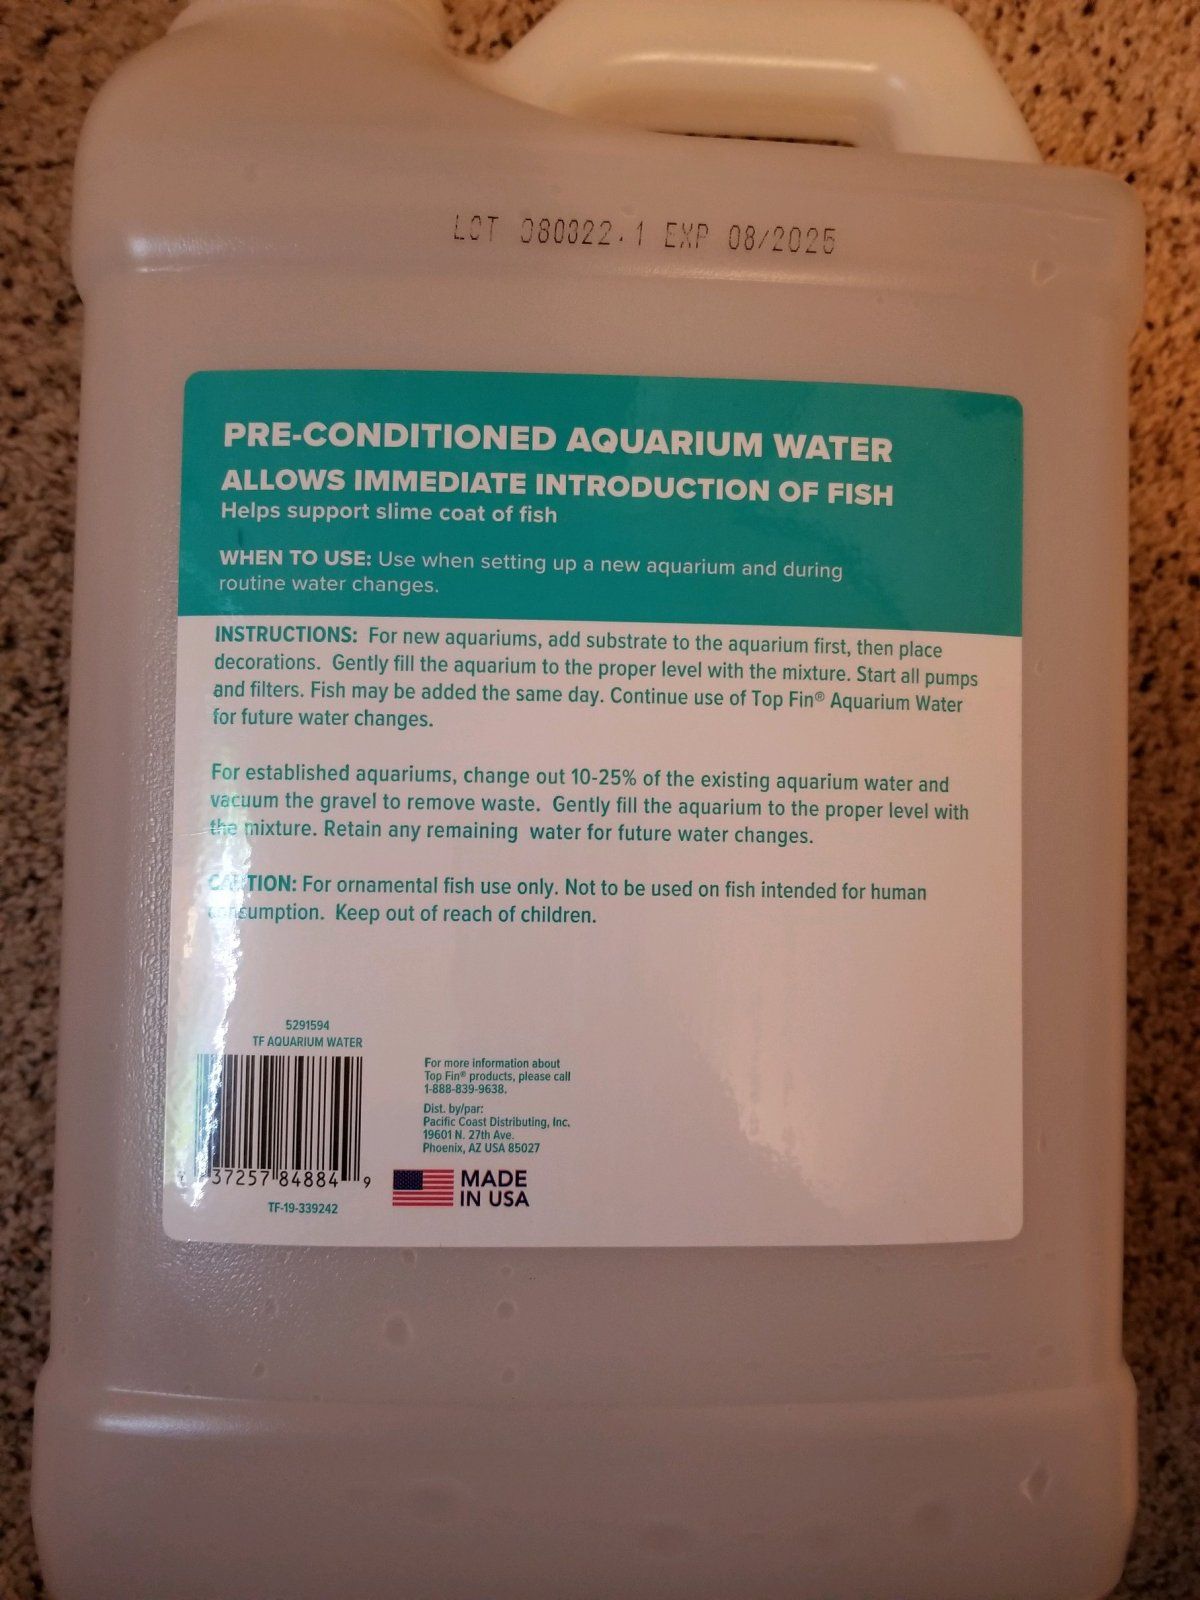 LOT 080822.1 EXP 08/2025
PRE-CONDITIONED AQUARIUM WATER
ALLOWS IMMEDIATE INTRODUCTION OF FISH
Helps support slime coat of fish
WHEN TO USE: Use when setting up a new aquarium and during
routine water changes.
INSTRUCTIONS: For new aquariums, add substrate to the aquarium first, then place
decorations. Gently fill the aquarium to the proper level with the mixture. Start all pumps
and filters. Fish may be added the same day. Continue use of Top Fin® Aquarium Water
for future water changes.
For established aquariums, change out 10-25% of the existing aquarium water and
vacuum the gravel to remove waste. Gently fill the aquarium to the proper level with
the mixture. Retain any remaining water for future water changes.
CAUTION: For ornamental fish use only. Not to be used on fish intended for human
consumption. Keep out of reach of children.
5291594
TF AQUARIUM WATER
37257 84884 9
TF-19-339242
For more information about
Top Fin® products, please call
1-888-839-9638.
Dist. by/par:
Pacific Coast Distributing, Inc.
19601 N. 27th Ave.
Phoenix, AZ USA 85027
MADE
IN USA